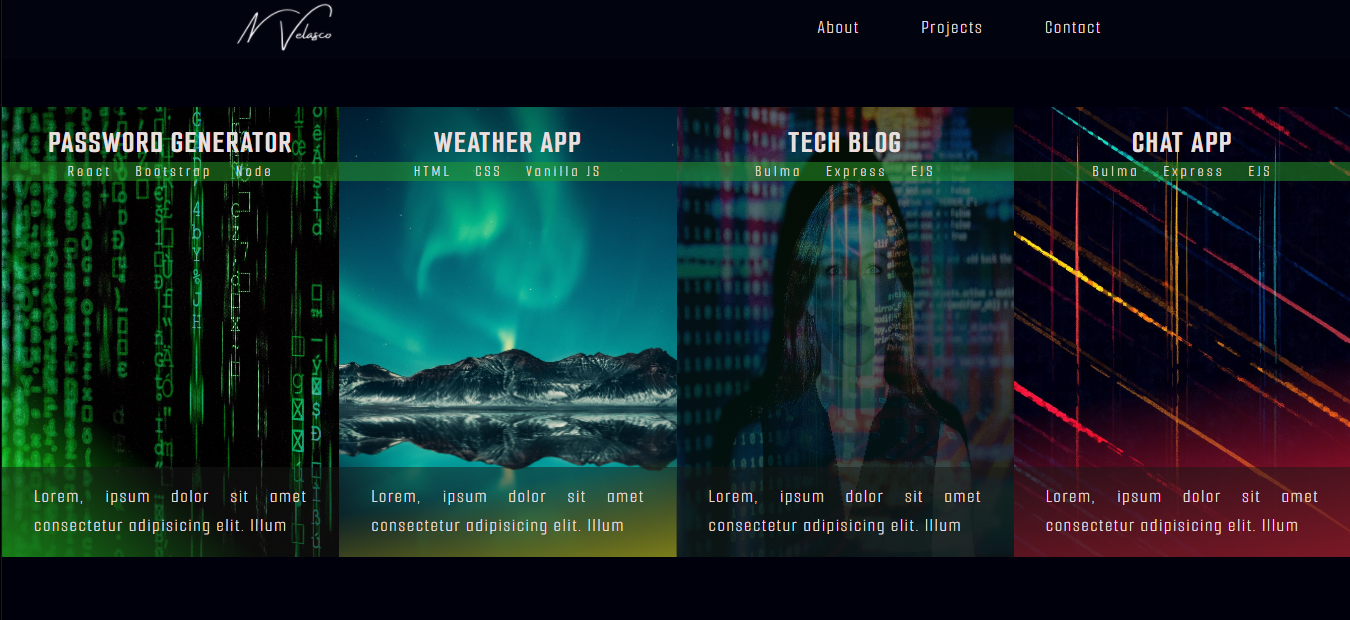 N Velasco
About Projects Contact
PASSWORD GENERATOR
React Bootstrap Node
Lorem, ipsum dolor sit amet
consectetur adipisicing elit. Illum
WEATHER APP
HTML CSS Vanilla JS
Lorem, ipsum dolor sit amet
consectetur adipisicing elit. Illum
TECH BLOG
Bulma Express EJS
Lorem, ipsum dolor sit amet
consectetur adipisicing elit. Illum
CHAT APP
Bulma Express EJS
Lorem, ipsum dolor sit amet
consectetur adipisicing elit. Illum